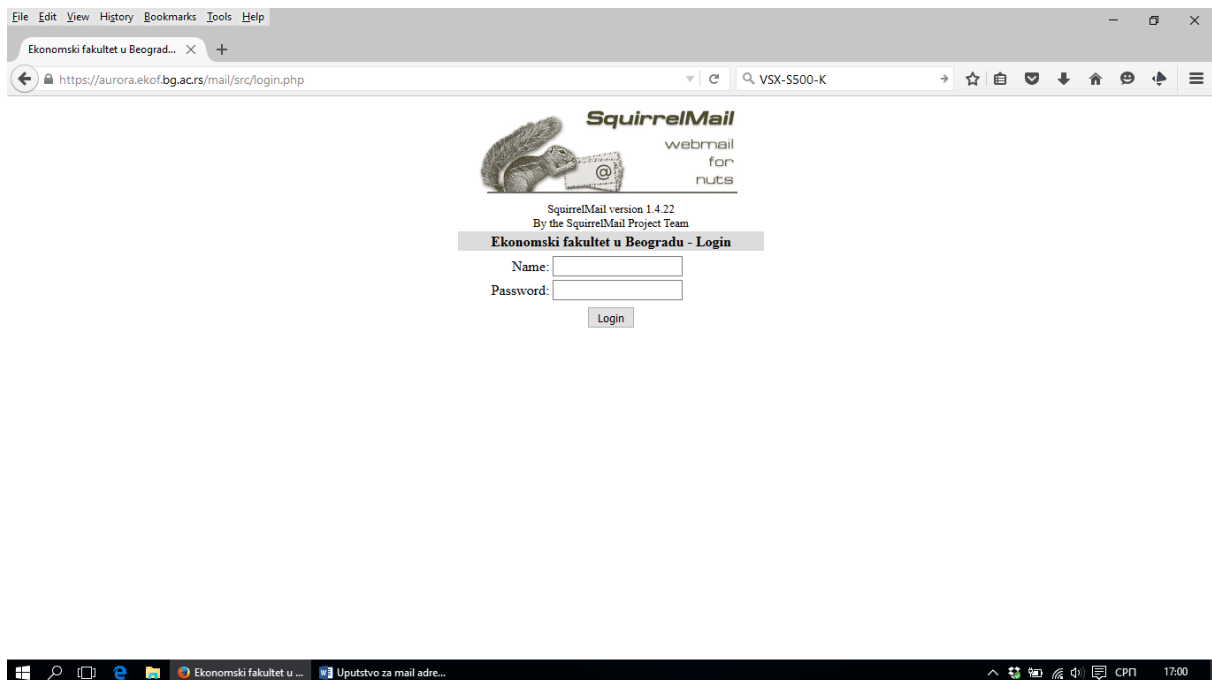 File Edit View History Bookmarks Tools Help
Ekonomski fakultet u Beograd...
https://aurora.ekof.bg.ac.rs/mail/src/login.php
VSX-S500-K
SquirrelMail
webmail
for
nuts
@
SquirrelMail version 1.4.22
By the SquirrelMail Project Team
Ekonomski fakultet u Beogradu - Login
Name:
Password:
Login
Ekonomski fakultet u ...
Uputstvo za mail adre...
СРП
17:00